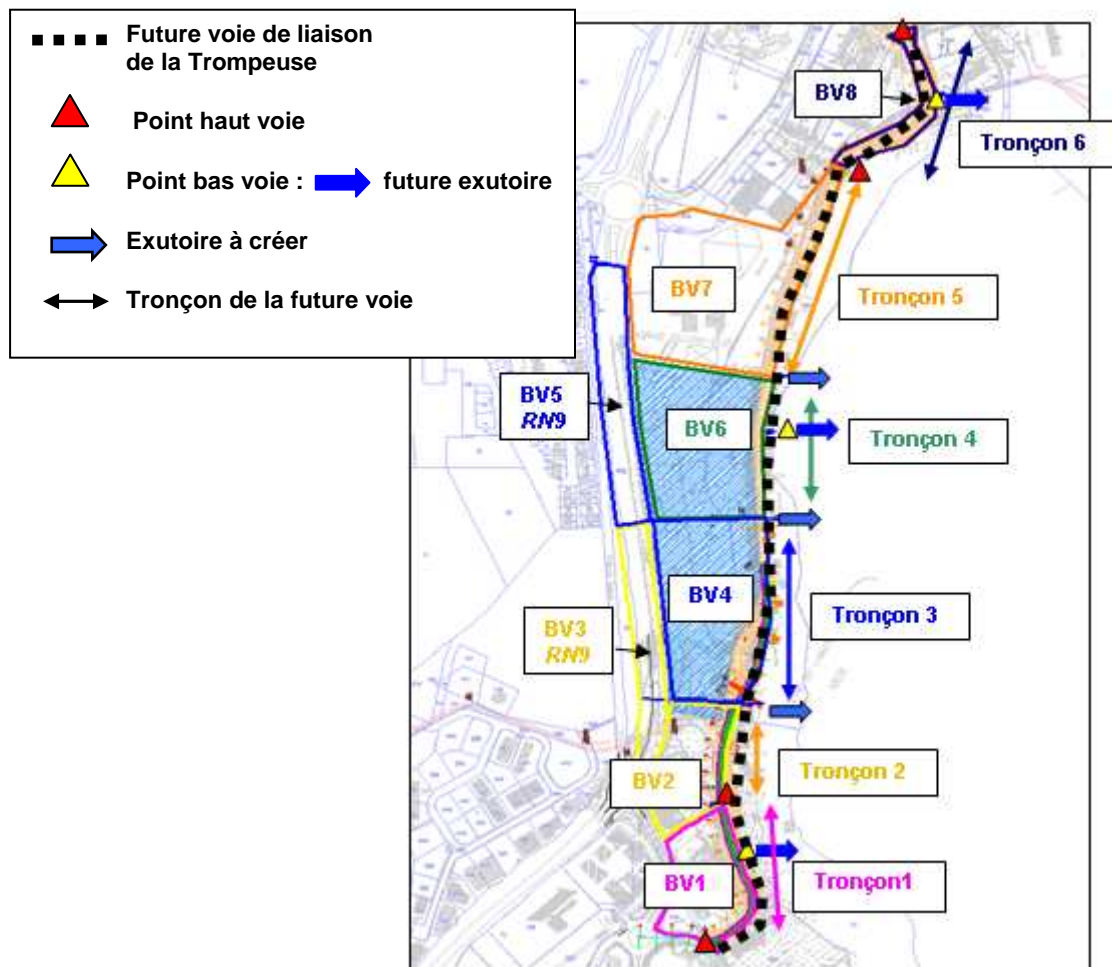 Future voie de liaison
de la Trompeuse
Point haut voie
Point bas voie : future exutoire
Exutoire à créer
Tronçon de la future voie
BV8
Tronçon 6
BV7
Tronçon 5
BV5
RN9
BV6
Tronçon 4
BV4
Tronçon 3
BV3
RN9
BV2
Tronçon 2
BV1
Tronçon1